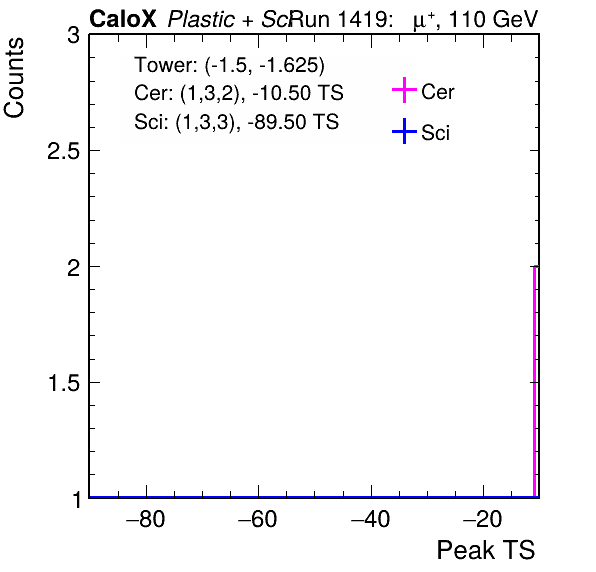 CaloX Plastic + Sci Run 1419: μ+, 110 GeV
Counts
3
2.5
2
1.5
1
Tower: (-1.5, -1.625)
Cer: (1,3,2), -10.50 TS
Sci: (1,3,3), -89.50 TS
Cer
Sci
−80 −60 −40 −20
Peak TS